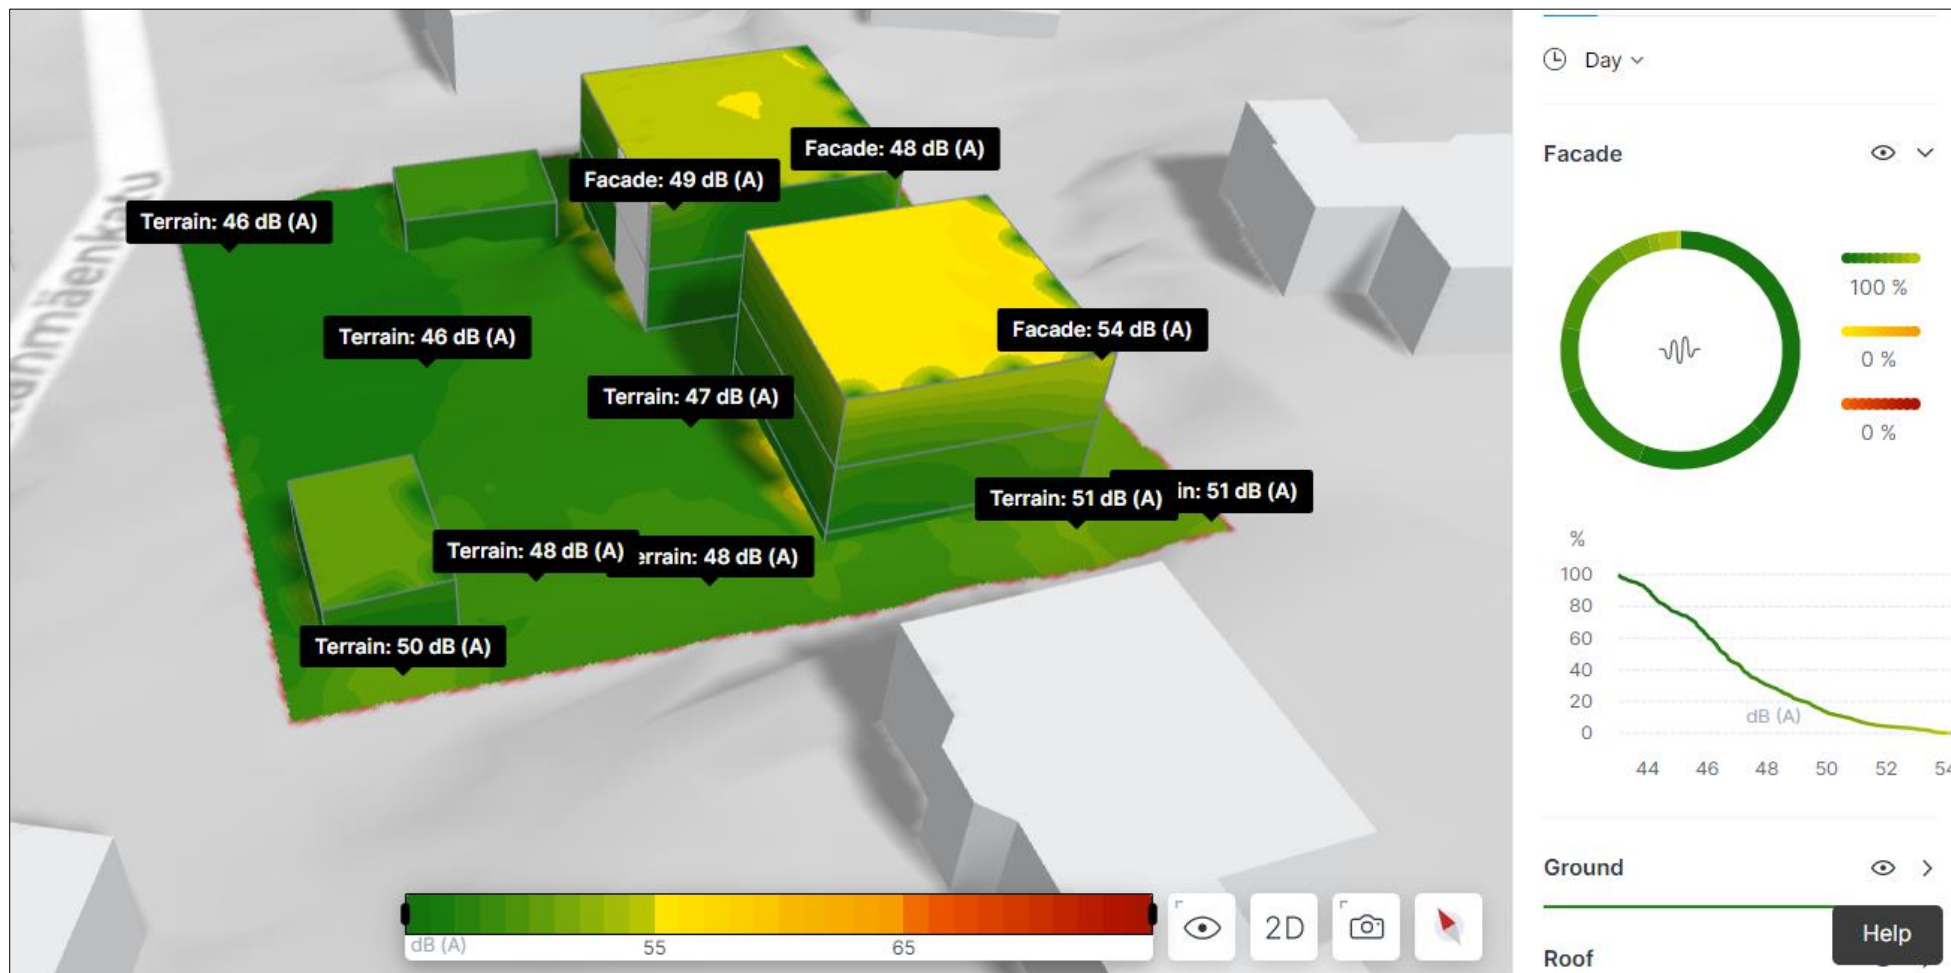 Terrain: 46 dB (A)
Facade: 49 dB (A)
Facade: 48 dB (A)
Terrain: 46 dB (A)
Facade: 54 dB (A)
Terrain: 47 dB (A)
Terrain: 51 dB (A)
in: 51 dB (A)
Terrain: 48 dB (A)
errain: 48 dB (A)
Terrain: 50 dB (A)
dB (A)
55
65
2D
Day
Facade
100 %
0 %
0 %
%
100
80
60
40
20
0
dB (A)
44 46 48 50 52 54
Ground
Help
Roof